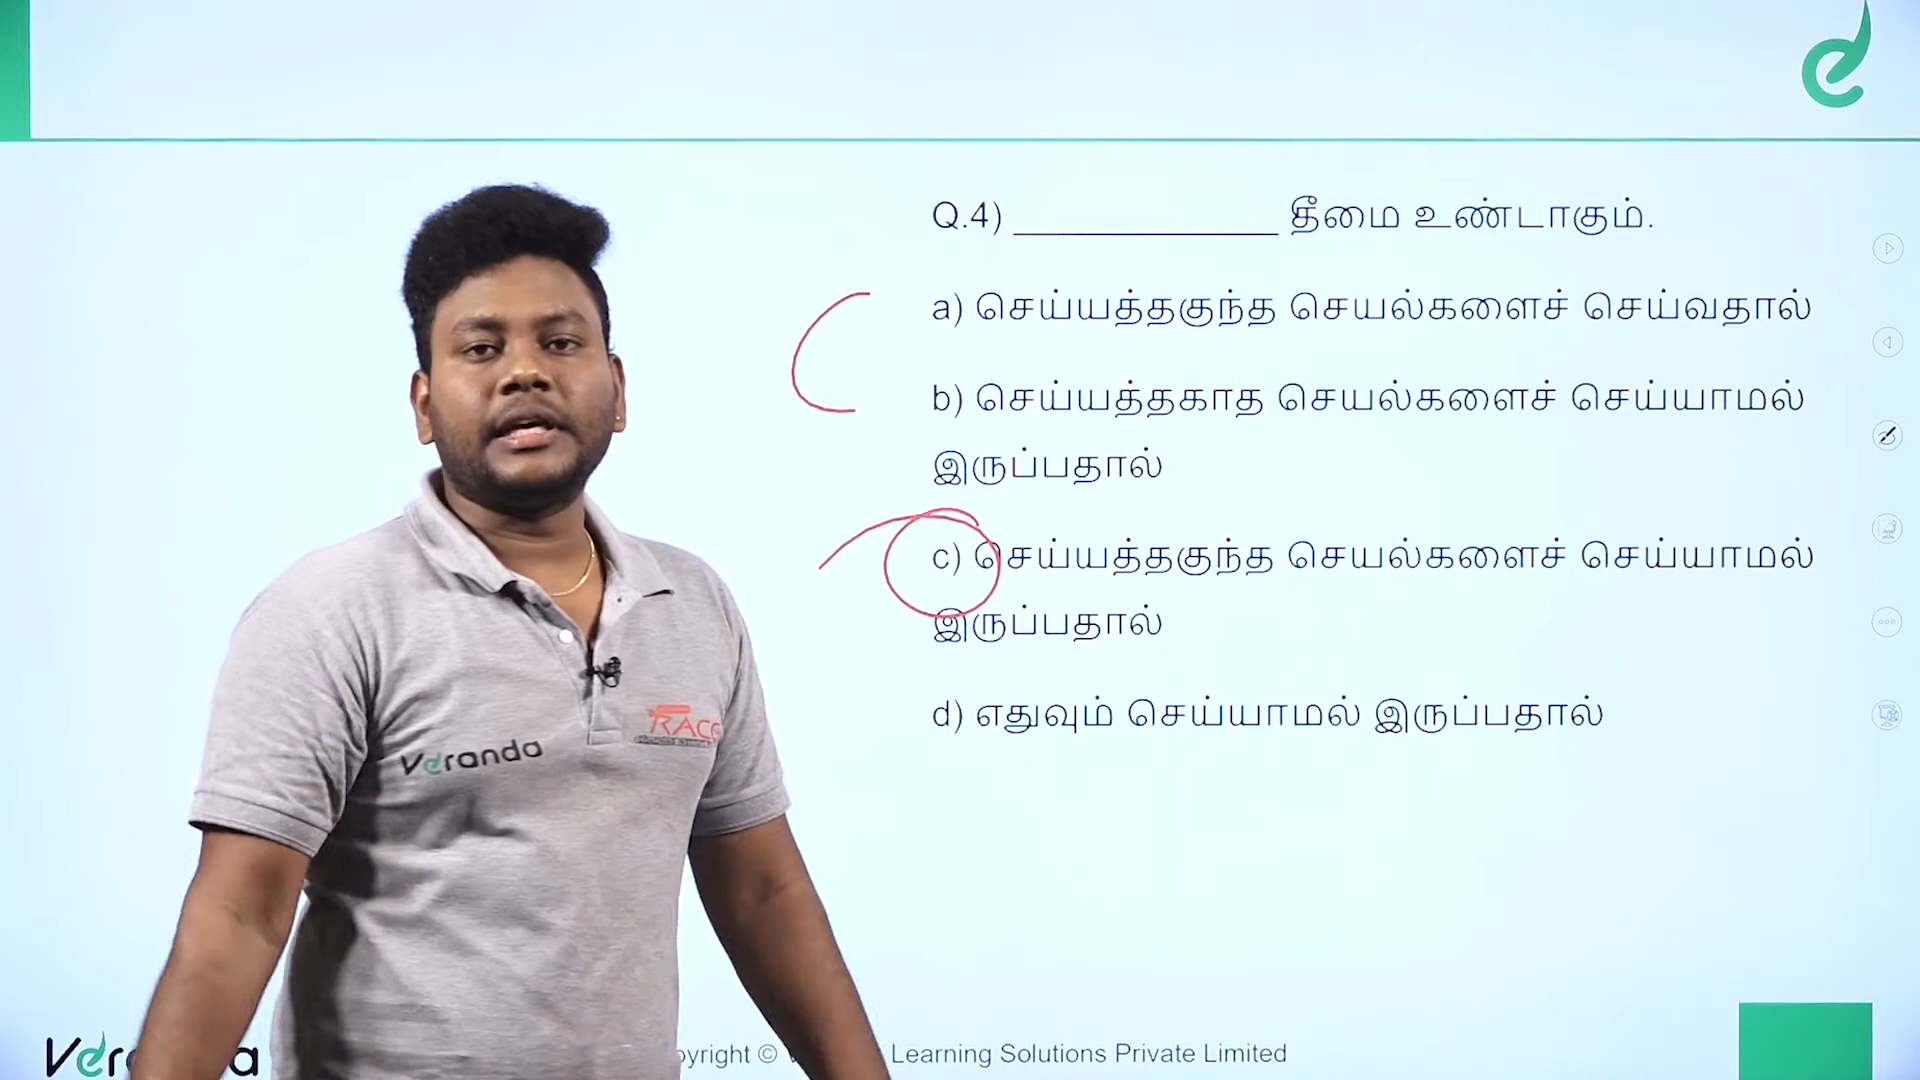 Q.4) ______________ தீமை உண்டாகும்.
a) செய்யத்தகுந்த செயல்களைச் செய்வதால்
b) செய்யத்தகாத செயல்களைச் செய்யாமல்
இருப்பதால்
c) செய்யத்தகுந்த செயல்களைச் செய்யாமல்
இருப்பதால்
d) எதுவும் செய்யாமல் இருப்பதால்
RACE
Veranda
Learning Solutions Private Limited